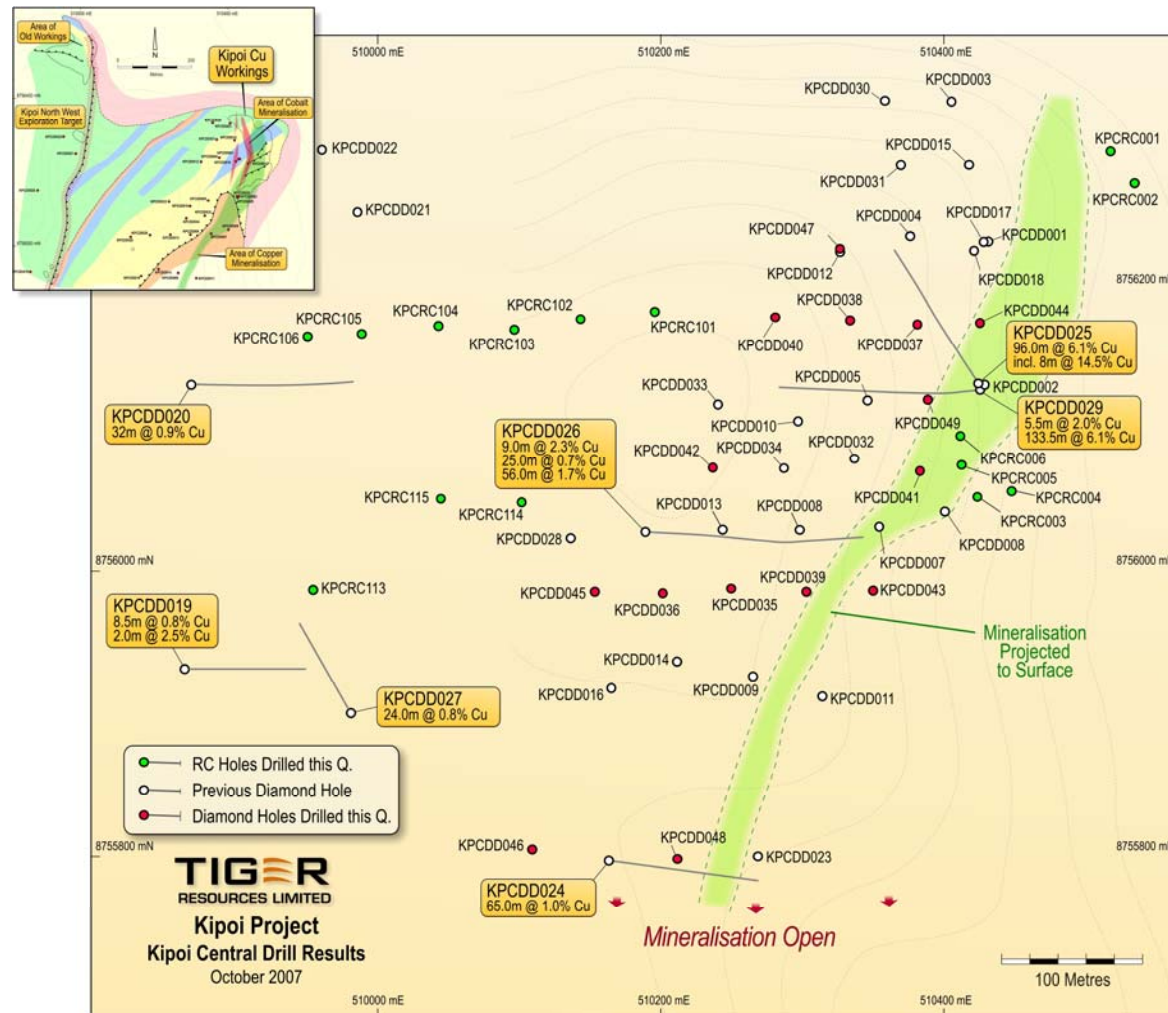 Area of
Old Workings
N
Kipoi Cu
Workings
Area of Cobalt
Mineralisation
Kipoi North West
Exploration Target
Area of Copper
Mineralisation
510000 mE
510200 mE
510400 mE
KPCDD030
KPCDD003
KPCDD022
KPCDD015
KPCRC001
KPCDD031
KPCRC002
KPCDD021
KPCDD004
KPCDD017
KPCDD047
KPCDD001
KPCDD012
KPCDD018
8756200 mN
KPCRC102
KPCRC104
KPCDD038
KPCRC105
KPCDD044
KPCRC106
KPCRC103
KPCRC101
KPCDD040
KPCDD037
KPCDD025
96.0m @ 6.1% Cu
incl. 8m @ 14.5% Cu
KPCDD020
32m @ 0.9% Cu
KPCDD033
KPCDD005
KPCDD002
KPCDD029
5.5m @ 2.0% Cu
133.5m @ 6.1% Cu
KPCDD026
9.0m @ 2.3% Cu
25.0m @ 0.7% Cu
56.0m @ 1.7% Cu
KPCDD010
KPCDD049
KPCDD042
KPCDD034
KPCDD032
KPCRC006
KPCRC005
KPCRC115
KPCRC004
KPCRC114
KPCDD013
KPCDD008
KPCDD041
KPCRC003
KPCDD028
KPCDD008
8756000 mN
KPCDD007
8756000 mN
KPCRC113
KPCDD045
KPCDD036
KPCDD035
KPCDD039
KPCDD043
KPCDD019
8.5m @ 0.8% Cu
2.0m @ 2.5% Cu
Mineralisation
Projected
to Surface
KPCDD014
KPCDD016
KPCDD009
KPCDD011
KPCDD027
24.0m @ 0.8% Cu
RC Holes Drilled this Q.
Previous Diamond Hole
Diamond Holes Drilled this Q.
8755800 mN
KPCDD046
KPCDD048
KPCDD023
8755800 mN
KPCDD024
65.0m @ 1.0% Cu
TIGER
RESOURCES LIMITED
Kipoi Project
Kipoi Central Drill Results
October 2007
Mineralisation Open
100 Metres
510000 mE
510200 mE
510400 mE